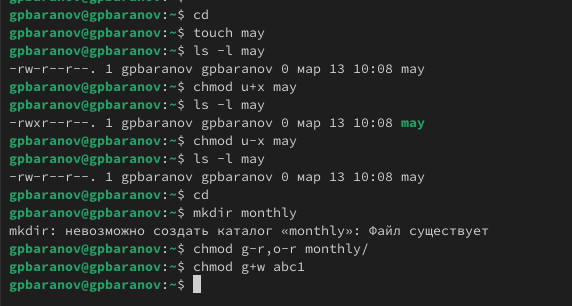 gpbaranov@gpbaranov:~$ cd
gpbaranov@gpbaranov:~$ touch may
gpbaranov@gpbaranov:~$ ls -l may
-rw-r--r--. 1 gpbaranov gpbaranov 0 мар 13 10:08 may
gpbaranov@gpbaranov:~$ chmod u+x may
gpbaranov@gpbaranov:~$ ls -l may
-rwxr--r--. 1 gpbaranov gpbaranov 0 мар 13 10:08 may
gpbaranov@gpbaranov:~$ chmod u-x may
gpbaranov@gpbaranov:~$ ls -l may
-rw-r--r--. 1 gpbaranov gpbaranov 0 мар 13 10:08 may
gpbaranov@gpbaranov:~$ cd
gpbaranov@gpbaranov:~$ mkdir monthly
mkdir: невозможно создать каталог «monthly»: Файл существует
gpbaranov@gpbaranov:~$ chmod g-r,o-r monthly/
gpbaranov@gpbaranov:~$ chmod g+w abc1
gpbaranov@gpbaranov:~$